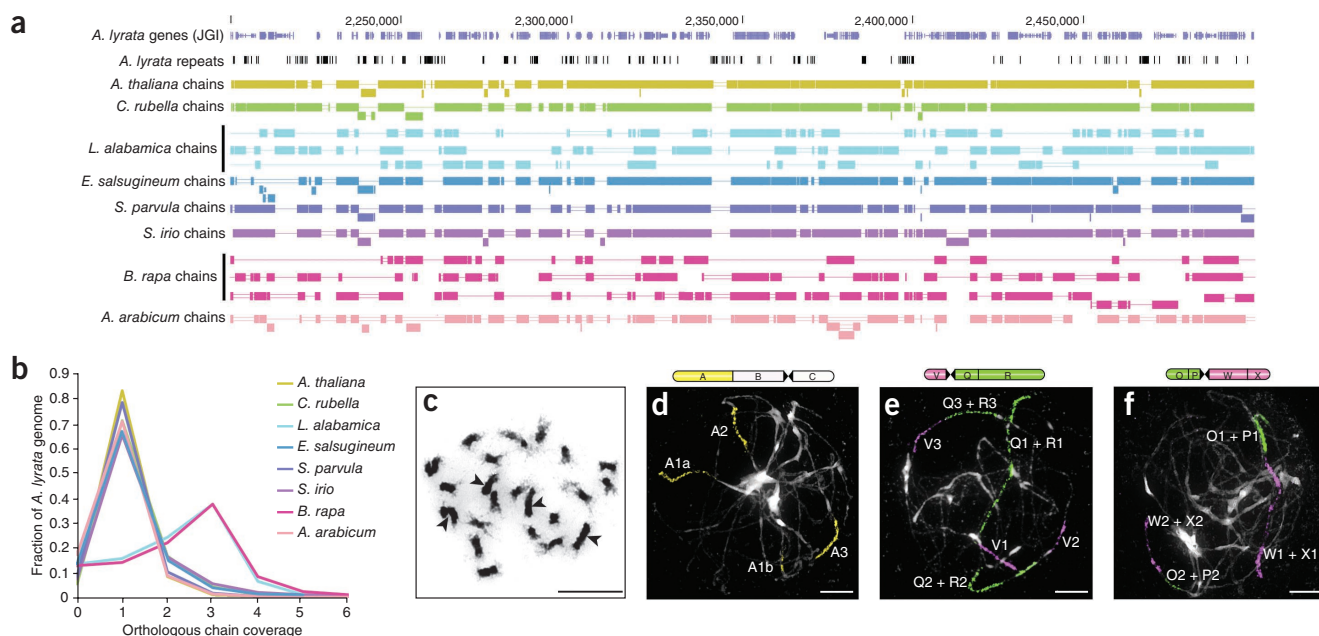 a
2,250,000 2,300,000 2,350,000 2,400,000 2,450,000
A. lyrata genes (JGI)
A. lyrata repeats
A. thaliana chains
C. rubella chains
L. alabamica chains
E. salsugineum chains
S. parvula chains
S. irio chains
B. rapa chains
A. arabicum chains
b
Fraction of A. lyrata genome
0.9
0.8
0.7
0.6
0.5
0.4
0.3
0.2
0.1
0
0 1 2 3 4 5 6
Orthologous chain coverage
A. thaliana
C. rubella
L. alabamica
E. salsugineum
S. parvula
S. irio
B. rapa
A. arabicum
c
d
A B C
A2
A1a
A1b
A3
e
V Q R
Q3 + R3
V3
Q1 + R1
V1
V2
Q2 + R2
f
O P W X
O1 + P1
W2 + X2
W1 + X1
O2 + P2